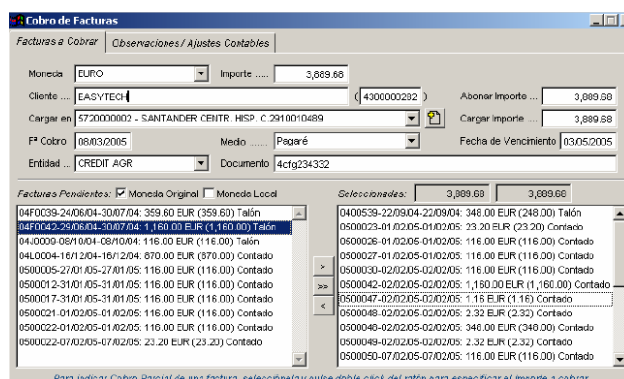 Cobro de Facturas
Facturas a Cobrar Observaciones / Ajustes Contables
Moneda EURO Importe ..... 3,889.68
Cliente .... EASYTECH ( 4300000282 ) Abonar Importe ... 3,889.68
Cargar en 5720000002 - SANTANDER CENTR. HISP. C.2910010489 Cargar Importe ... 3,889.68
Fª Cobro 08/03/2005 Medio ....... Pagaré Fecha de Vencimiento 03/05/2005
Entidad ... CREDIT AGR Documento 4cfg234332
Facturas Pendientes: Moneda Original Moneda Local Seleccionadas: 3,989.68 3,889.68
04F0039-24/06/04-30/07/04: 359.60 EUR (359.60) Talón
04F0042-29/06/04-30/07/04: 1,160.00 EUR (1,160.00) Talón
04J0009-08/10/04-08/10/04: 116.00 EUR (116.00) Talón
04L0004-16/12/04-16/12/04: 870.00 EUR (870.00) Contado
0500005-27/01/05-27/01/05: 116.00 EUR (116.00) Contado
0500012-31/01/05-31/01/05: 116.00 EUR (116.00) Contado
0500017-31/01/05-31/01/05: 116.00 EUR (116.00) Contado
0500021-01/02/05-01/02/05: 116.00 EUR (116.00) Contado
0500022-01/02/05-01/02/05: 116.00 EUR (116.00) Contado
0500022-07/02/05-07/02/05: 23.20 EUR (23.20) Contado
>
>>
<
0400539-22/09/04-22/09/04: 348.00 EUR (248.00) Talón
0500023-01/02/05-01/02/05: 23.20 EUR (23.20) Contado
0500026-01/02/05-01/02/05: 116.00 EUR (116.00) Contado
0500027-01/02/05-01/02/05: 116.00 EUR (116.00) Contado
0500030-02/02/05-02/02/05: 116.00 EUR (116.00) Contado
0500042-02/02/05-02/02/05: 1,160.00 EUR (1,160.00) Contado
0500047-02/02/05-02/02/05: 1.16 EUR (1.16) Contado
0500048-02/02/05-02/02/05: 2.32 EUR (2.32) Contado
0500048-02/02/05-02/02/05: 348.00 EUR (348.00) Contado
0500049-02/02/05-02/02/05: 2.32 EUR (2.32) Contado
0500050-07/02/05-07/02/05: 116.00 EUR (116.00) Contado
Para indicar Cobro Parcial de una factura, selecciónela y pulse doble click del ratón para especificar el importe a cobrar